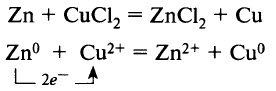 Zn + CuCl₂ = ZnCl₂ + Cu
Zn⁰ + Cu²⁺ = Zn²⁺ + Cu⁰
2e⁻